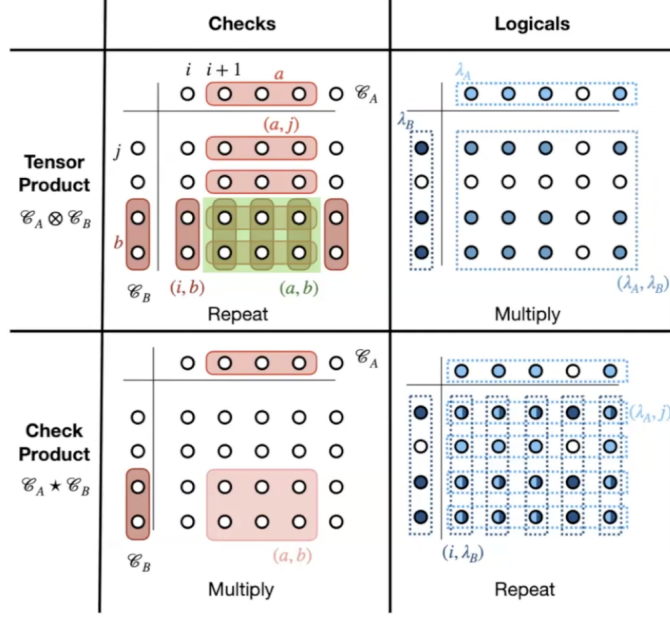 Checks
Logicals
i i + 1 a
𝒞_A
λ_A
(a, j)
λ_B
j
Tensor
Product
𝒞_A ⊗ 𝒞_B
b
𝒞_B
(i, b)
(a, b)
(λ_A, λ_B)
Repeat
Multiply
𝒞_A
Check
Product
𝒞_A ⋆ 𝒞_B
(λ_A, j)
𝒞_B
(a, b)
(i, λ_B)
Multiply
Repeat